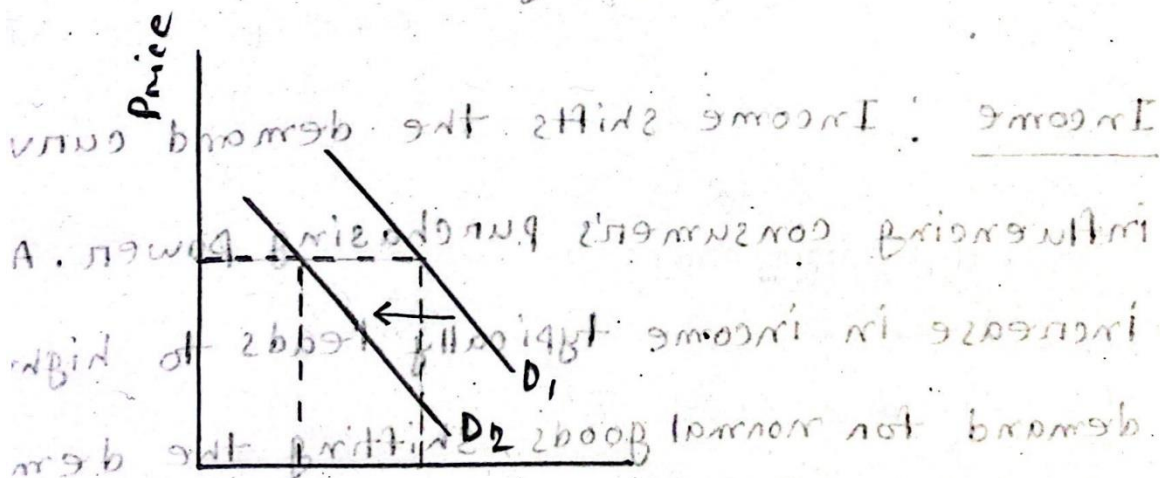 Price
Income : Income shifts the demand curv
influencing consumer's purchasing power. A
increase in income typically leads to high
demand for normal goods, shifting the dem
D1
D2